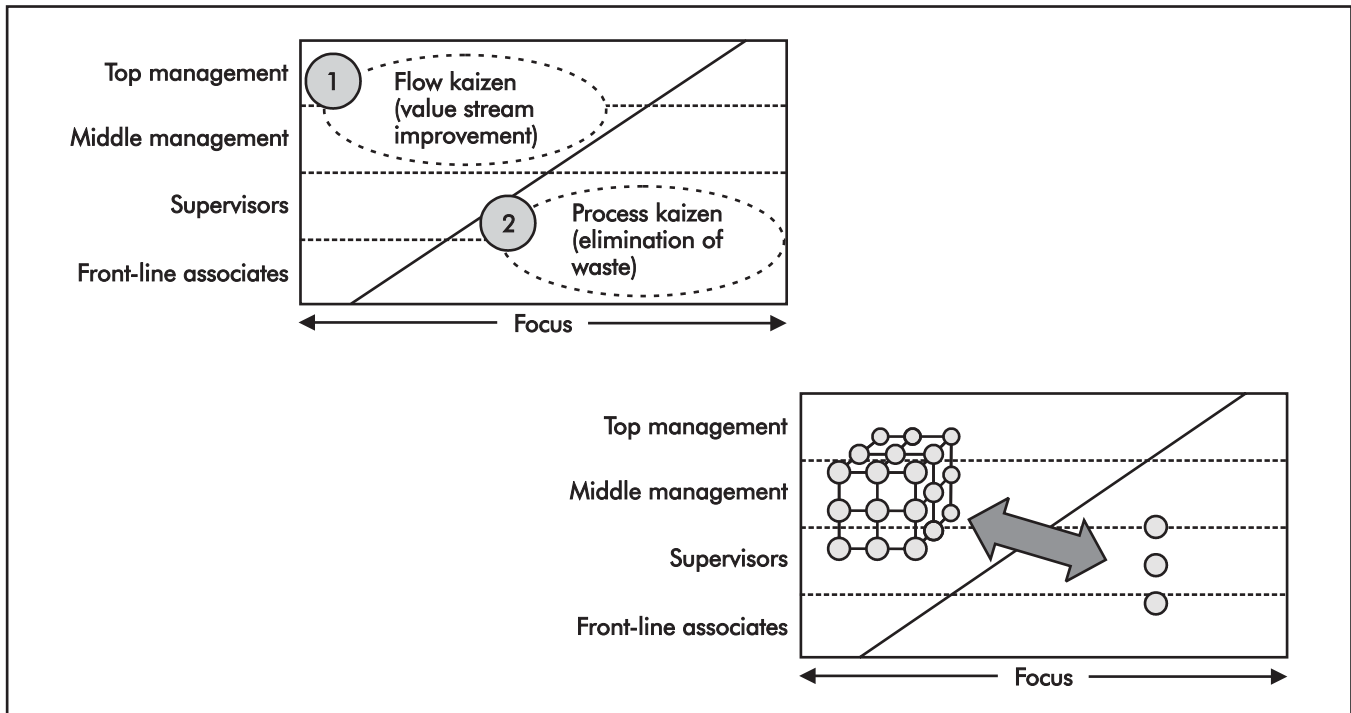 Top management
Middle management
Supervisors
Front-line associates
1
Flow kaizen
(value stream
improvement)
2
Process kaizen
(elimination of
waste)
Focus
Top management
Middle management
Supervisors
Front-line associates
Focus